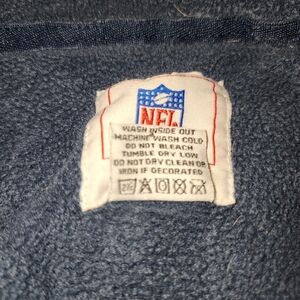 NFL
WASH INSIDE OUT
MACHINE WASH COLD
DO NOT BLEACH
TUMBLE DRY LOW
DO NOT DRY CLEAN OR
IRON IF DECORATED